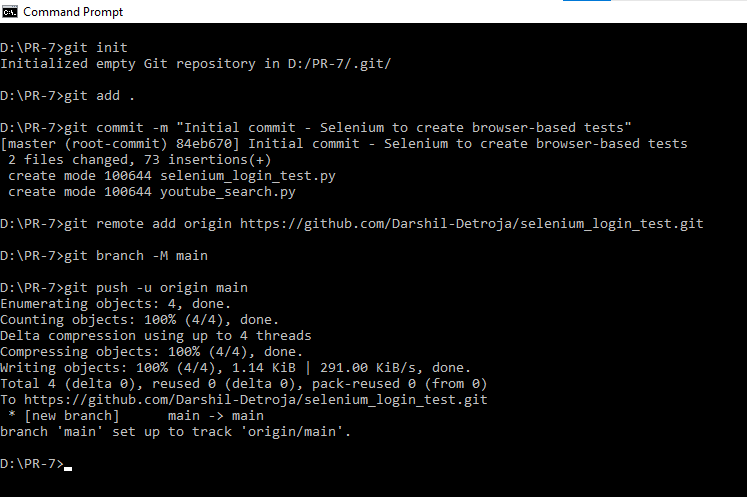 Command Prompt
D:\PR-7>git init
Initialized empty Git repository in D:/PR-7/.git/
D:\PR-7>git add .
D:\PR-7>git commit -m "Initial commit - Selenium to create browser-based tests"
[master (root-commit) 84eb670] Initial commit - Selenium to create browser-based tests
 2 files changed, 73 insertions(+)
 create mode 100644 selenium_login_test.py
 create mode 100644 youtube_search.py
D:\PR-7>git remote add origin https://github.com/Darshil-Detroja/selenium_login_test.git
D:\PR-7>git branch -M main
D:\PR-7>git push -u origin main
Enumerating objects: 4, done.
Counting objects: 100% (4/4), done.
Delta compression using up to 4 threads
Compressing objects: 100% (4/4), done.
Writing objects: 100% (4/4), 1.14 KiB | 291.00 KiB/s, done.
Total 4 (delta 0), reused 0 (delta 0), pack-reused 0 (from 0)
To https://github.com/Darshil-Detroja/selenium_login_test.git
 * [new branch]      main -> main
branch 'main' set up to track 'origin/main'.
D:\PR-7>